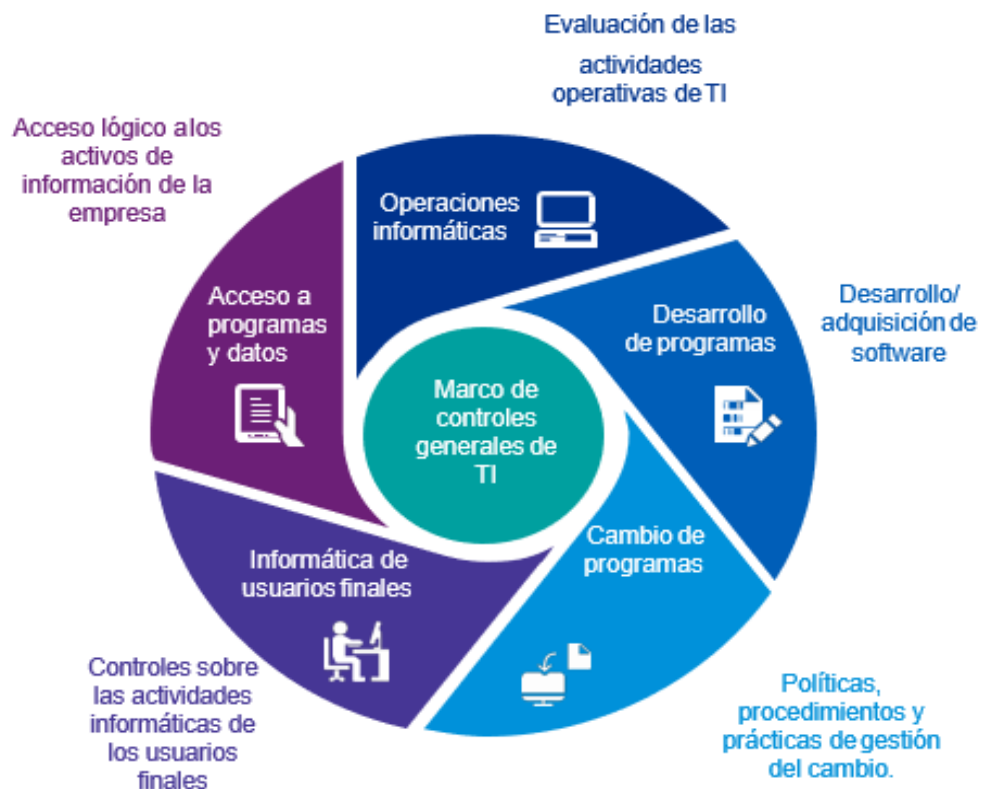 Evaluación de las
actividades
operativas de TI
Acceso lógico alos
activos de
información de la
empresa
Operaciones
informáticas
Acceso a
programas
y datos
Desarrollo
de programas
Desarrollo/
adquisición de
software
Marco de
controles
generales de
TI
Cambio de
programas
Informática de
usuarios finales
Controles sobre
las actividades
informáticas de
los usuarios
finales
Políticas,
procedimientos y
prácticas de gestión
del cambio.